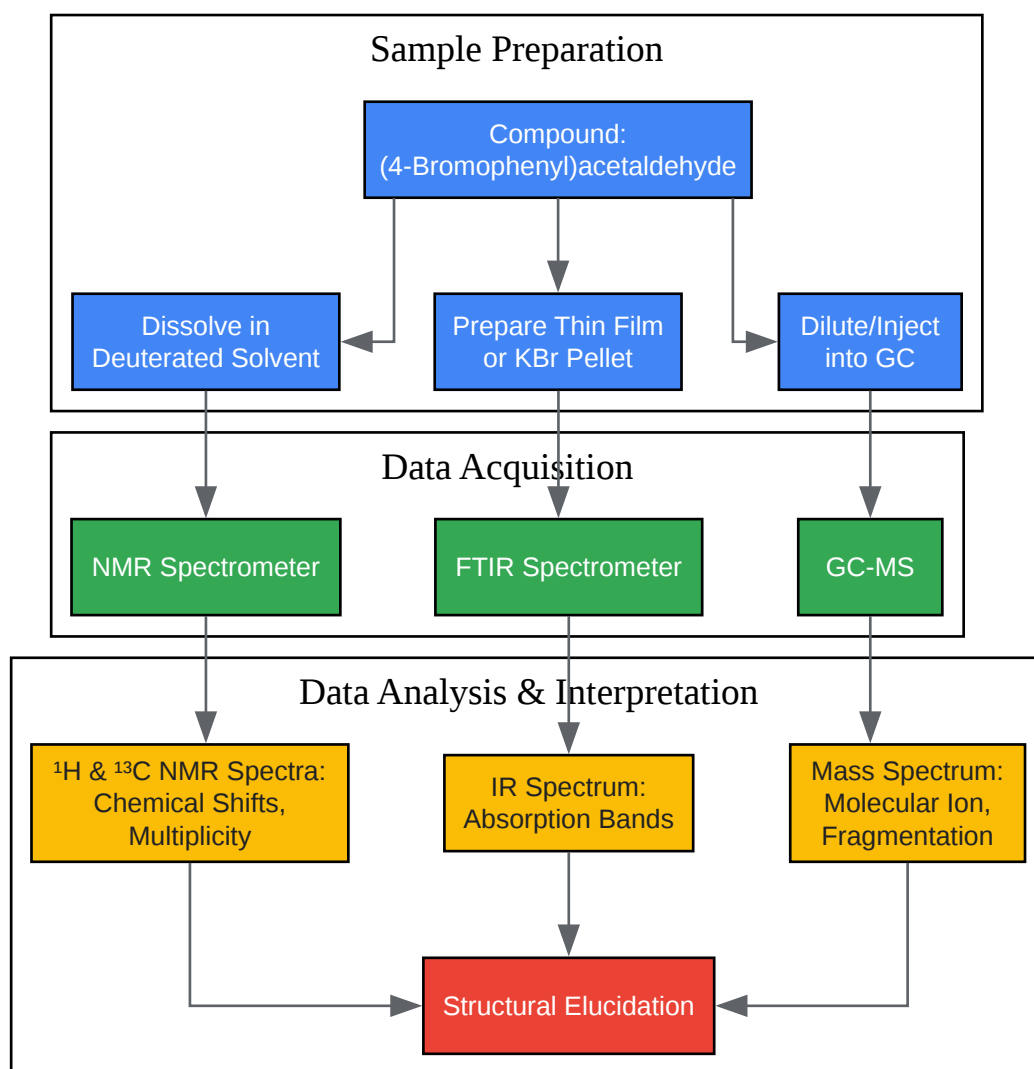 Sample Preparation
Compound:
(4-Bromophenyl)acetaldehyde
Dissolve in
Deuterated Solvent
Prepare Thin Film
or KBr Pellet
Dilute/Inject
into GC
Data Acquisition
NMR Spectrometer
FTIR Spectrometer
GC-MS
Data Analysis & Interpretation
¹H & ¹³C NMR Spectra:
Chemical Shifts,
Multiplicity
IR Spectrum:
Absorption Bands
Mass Spectrum:
Molecular Ion,
Fragmentation
Structural Elucidation